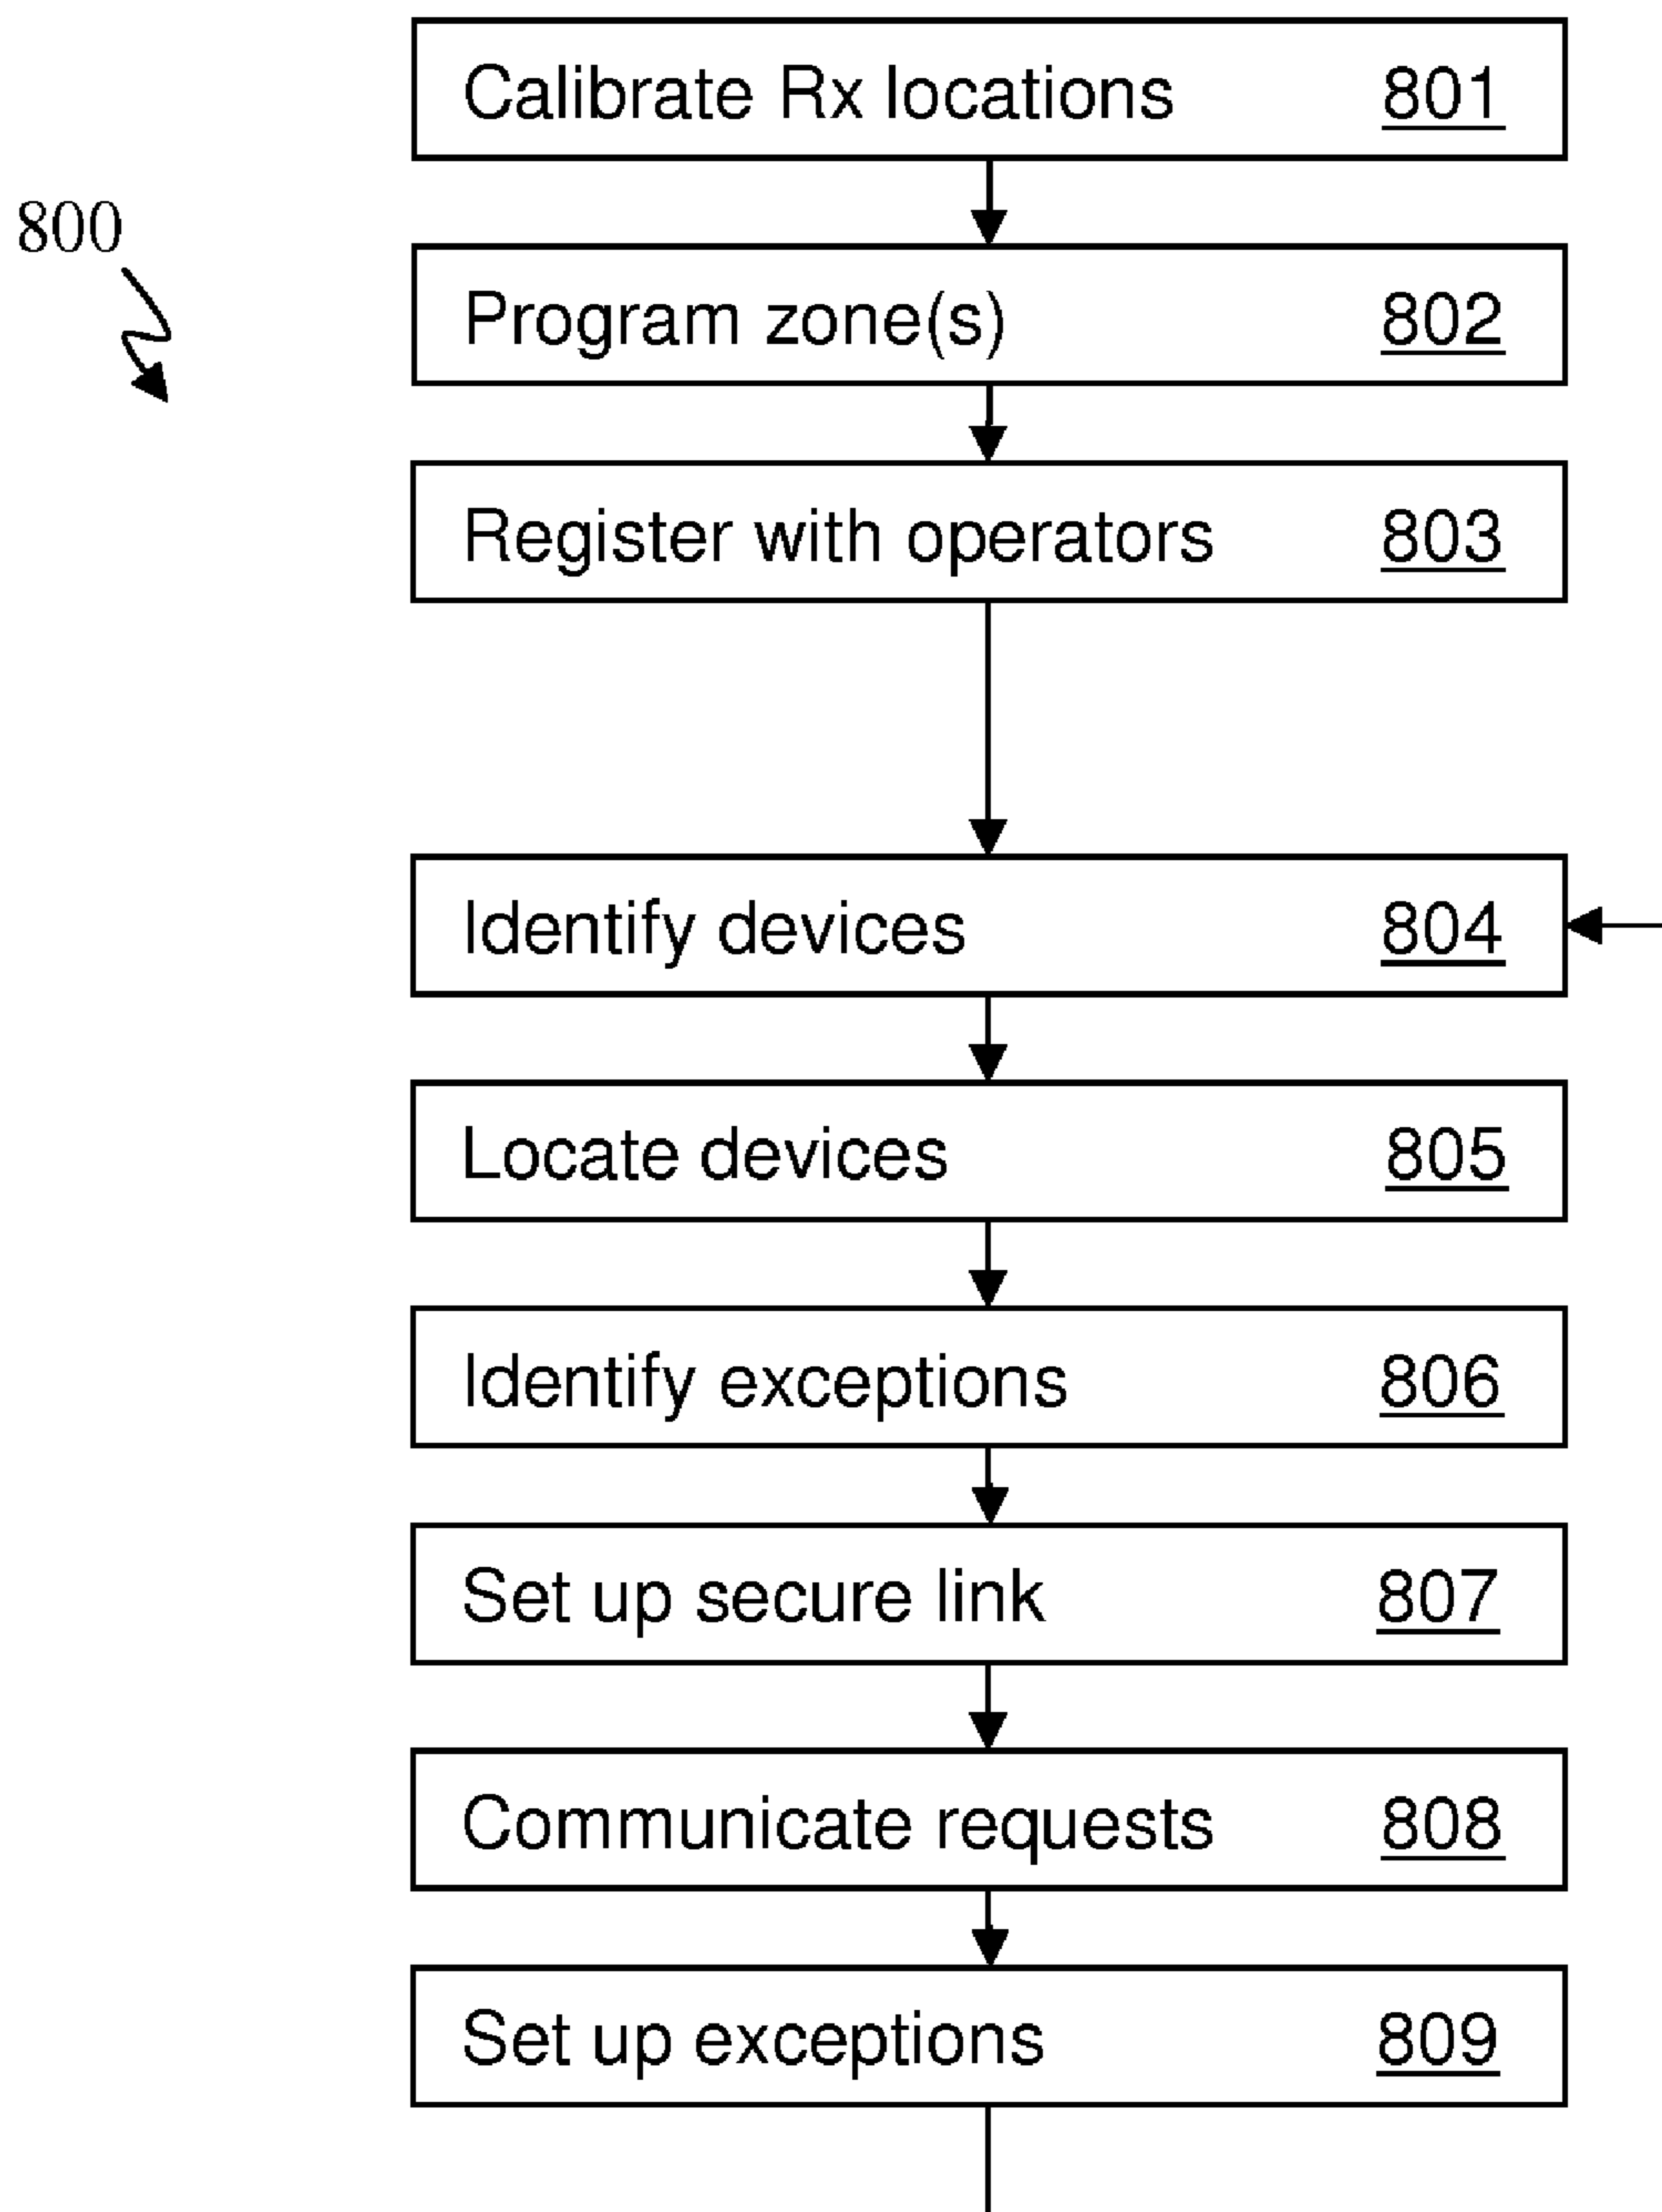 Calibrate Rx locations 801
800
Program zone(s) 802
Register with operators 803
Identify devices 804
Locate devices 805
Identify exceptions 806
Set up secure link 807
Communicate requests 808
Set up exceptions 809